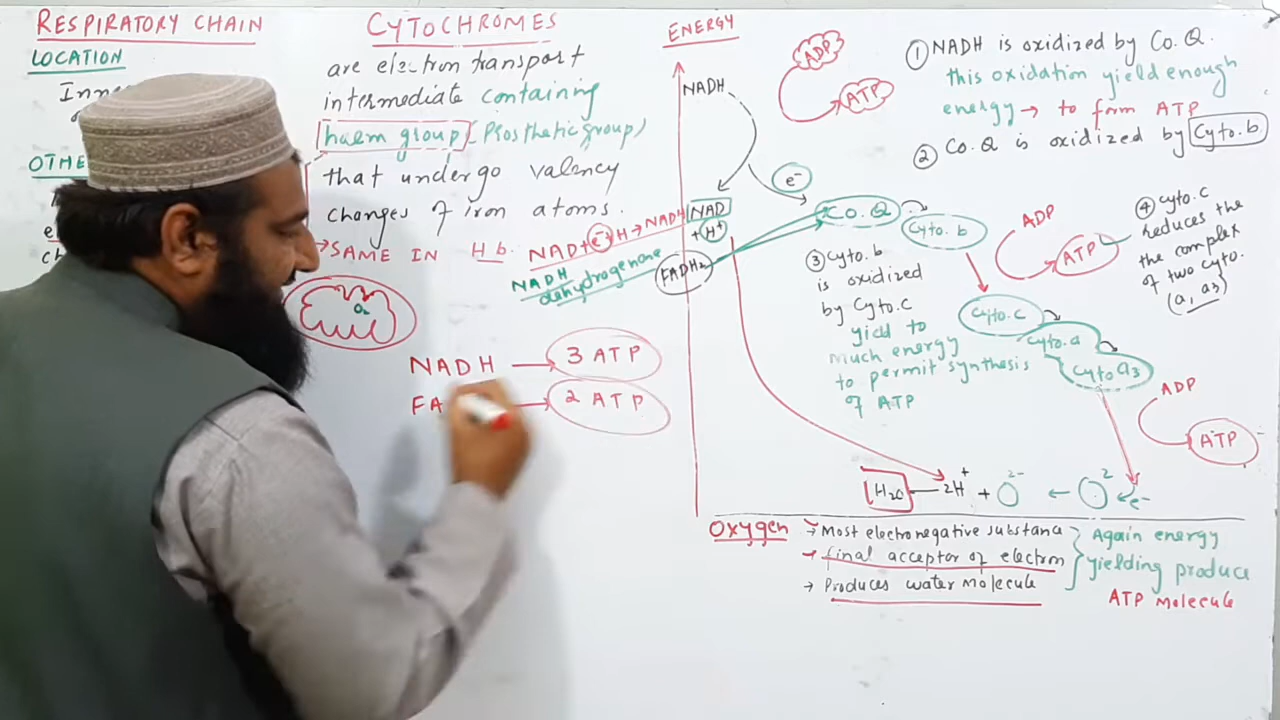 RESPIRATORY CHAIN
LOCATION
Inn
OTHE
CYTOCHROMES
are electron transport
intermediate containing
haem group (Prosthetic group)
that undergo valency
changes of iron atoms.
→ SAME IN Hb.
NAD + e- H → NADH
NADH
dehydrogenase
O2
NADH → 3 ATP
FA → 2 ATP
ENERGY
NADH
NAD
+ H+
FADH2
ADP
ATP
e-
Co.Q
Cyto.b
ADP
ATP
Cyto.c
Cyto.a
Cyto a3
ADP
ATP
① NADH is oxidized by Co.Q.
this oxidation yield enough
energy → to form ATP
② Co.Q is oxidized by Cyto.b.
③ Cyto.b
is oxidized
by Cyto.c
yield to
much energy
to permit synthesis
of ATP
④ Cyto.c
reduces the
the complex
of two cyto.
(a, a3)
H2O — 2H+ + O2- ← O2 ← e-
Oxygen
→ Most electronegative substance
→ final acceptor of electron
→ Produces water molecule
Again energy
yielding produce
ATP molecule